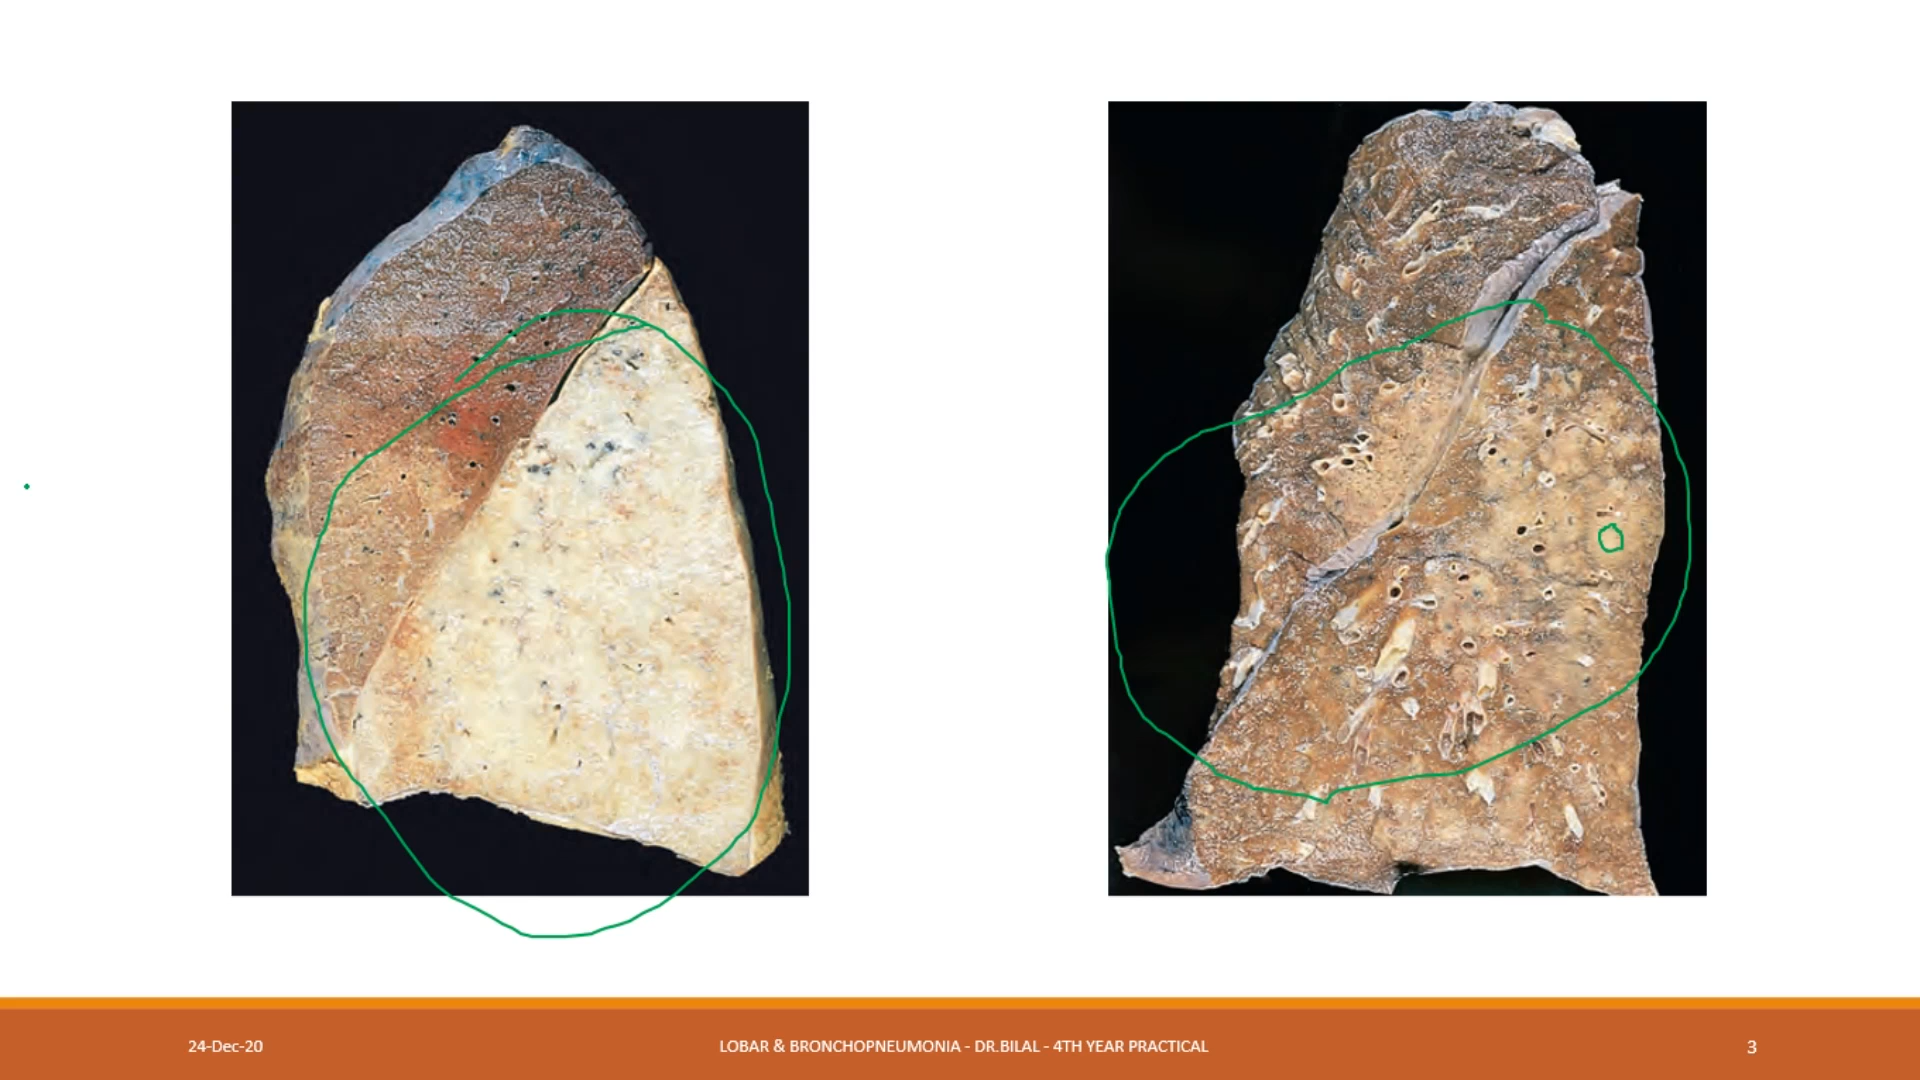 24-Dec-20
LOBAR & BRONCHOPNEUMONIA - DR.BILAL - 4TH YEAR PRACTICAL
3